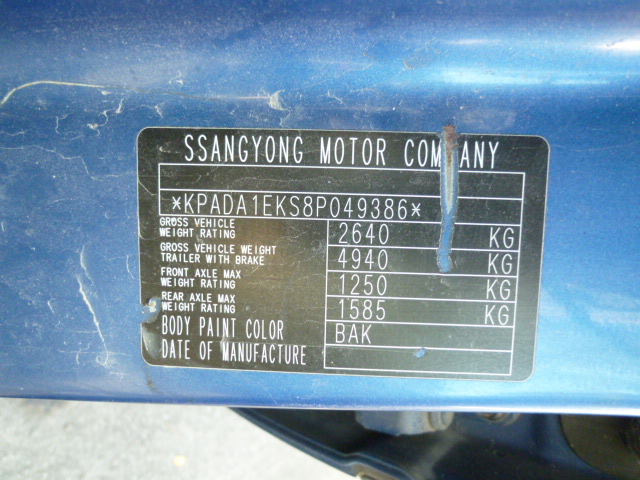 SSANGYONG MOTOR COMPANY
*KPADA1EKS8P049386*
GROSS VEHICLE
WEIGHT RATING 2640 KG
GROSS VEHICLE WEIGHT
TRAILER WITH BRAKE 4940 KG
FRONT AXLE MAX
WEIGHT RATING 1250 KG
REAR AXLE MAX
WEIGHT RATING 1585 KG
BODY PAINT COLOR BAK
DATE OF MANUFACTURE